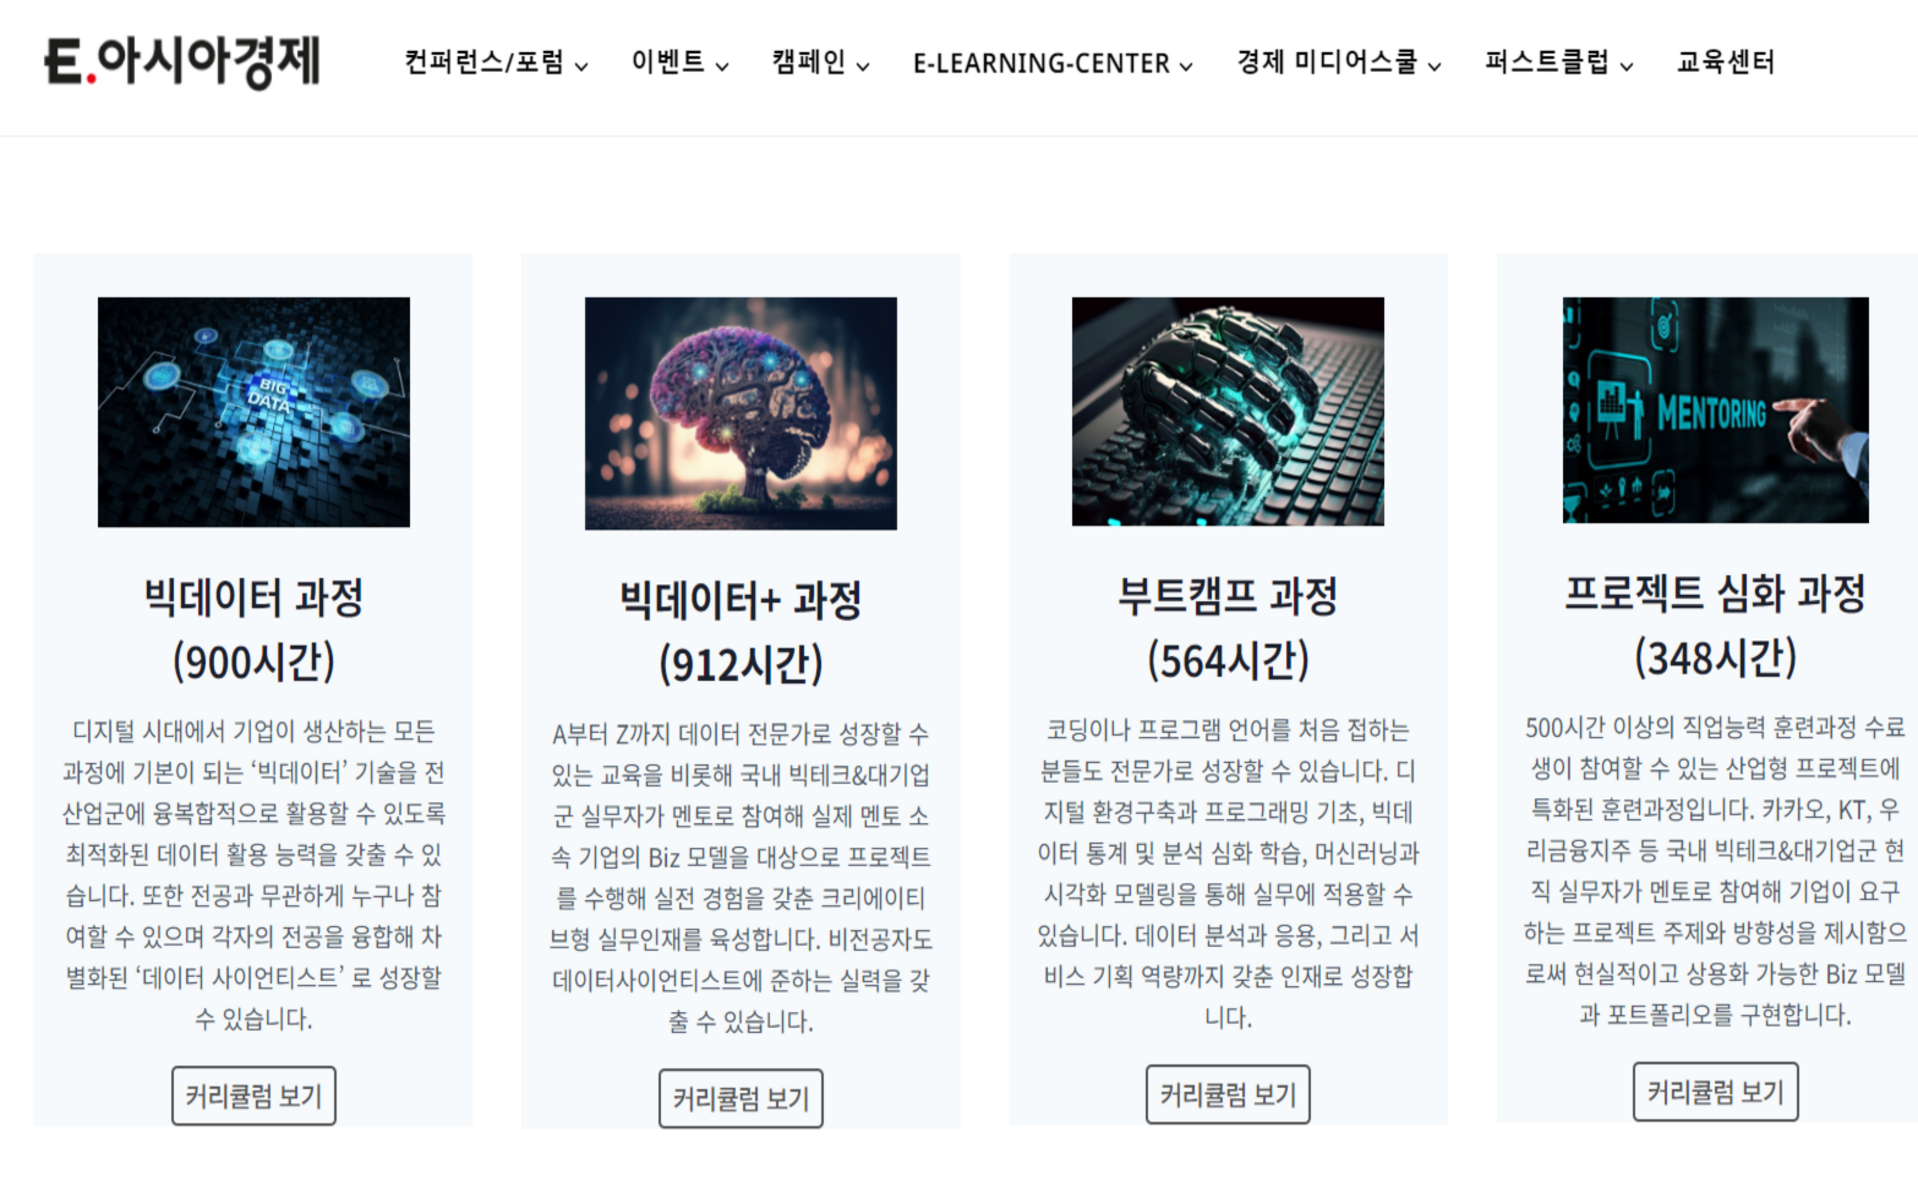 E.아시아경제
컨퍼런스/포럼 이벤트 캠페인 E-LEARNING-CENTER 경제 미디어스쿨 퍼스트클럽 교육센터
BIG
DATA
빅데이터 과정
(900시간)
디지털 시대에서 기업이 생산하는 모든
과정에 기본이 되는 ‘빅데이터’ 기술을 전
산업군에 융복합적으로 활용할 수 있도록
최적화된 데이터 활용 능력을 갖출 수 있
습니다. 또한 전공과 무관하게 누구나 참
여할 수 있으며 각자의 전공을 융합해 차
별화된 ‘데이터 사이언티스트’ 로 성장할
수 있습니다.
커리큘럼 보기
빅데이터+ 과정
(912시간)
A부터 Z까지 데이터 전문가로 성장할 수
있는 교육을 비롯해 국내 빅테크&대기업
군 실무자가 멘토로 참여해 실제 멘토 소
속 기업의 Biz 모델을 대상으로 프로젝트
를 수행해 실전 경험을 갖춘 크리에이티
브형 실무인재를 육성합니다. 비전공자도
데이터사이언티스트에 준하는 실력을 갖
출 수 있습니다.
커리큘럼 보기
부트캠프 과정
(564시간)
코딩이나 프로그램 언어를 처음 접하는
분들도 전문가로 성장할 수 있습니다. 디
지털 환경구축과 프로그래밍 기초, 빅데
이터 통계 및 분석 심화 학습, 머신러닝과
시각화 모델링을 통해 실무에 적용할 수
있습니다. 데이터 분석과 응용, 그리고 서
비스 기획 역량까지 갖춘 인재로 성장합
니다.
커리큘럼 보기
MENTORING
프로젝트 심화 과정
(348시간)
500시간 이상의 직업능력 훈련과정 수료
생이 참여할 수 있는 산업형 프로젝트에
특화된 훈련과정입니다. 카카오, KT, 우
리금융지주 등 국내 빅테크&대기업군 현
직 실무자가 멘토로 참여해 기업이 요구
하는 프로젝트 주제와 방향성을 제시함으
로써 현실적이고 상용화 가능한 Biz 모델
과 포트폴리오를 구현합니다.
커리큘럼 보기